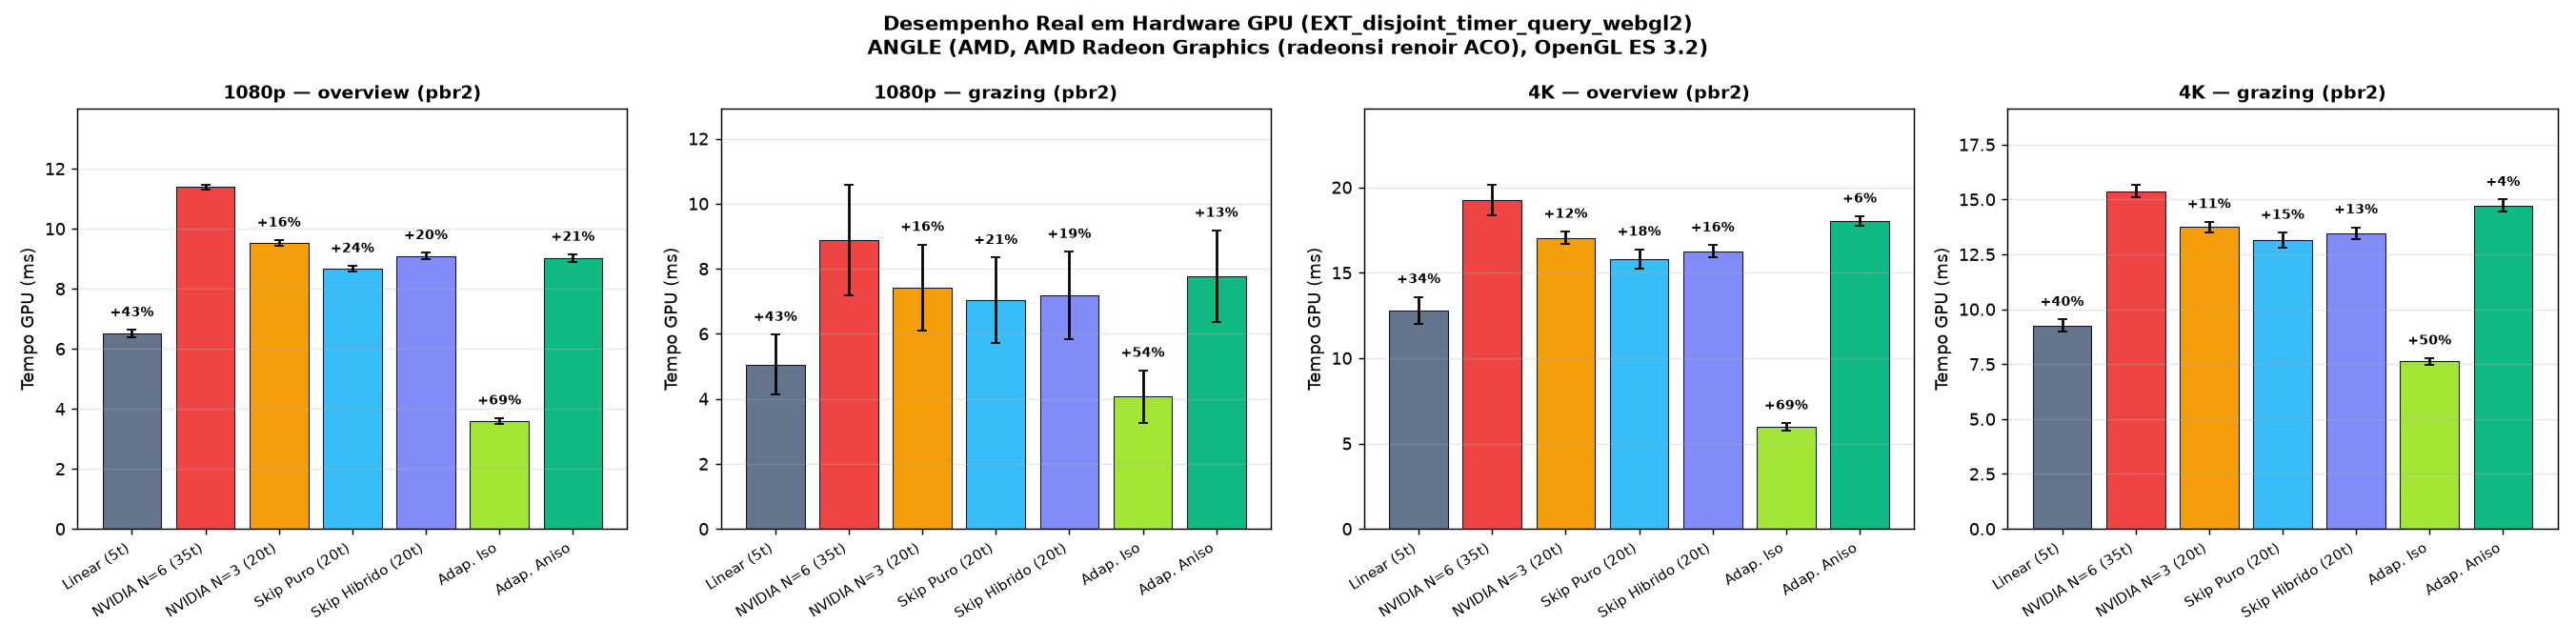 Desempenho Real em Hardware GPU (EXT_disjoint_timer_query_webgl2)
ANGLE (AMD, AMD Radeon Graphics (radeonsi renoir ACO), OpenGL ES 3.2)
1080p — overview (pbr2)
Tempo GPU (ms)
12
10
8
6
4
2
0
+43%
+16%
+24%
+20%
+69%
+21%
Linear (5t)
NVIDIA N=6 (35t)
NVIDIA N=3 (20t)
Skip Puro (20t)
Skip Híbrido (20t)
Adap. Iso
Adap. Aniso
1080p — grazing (pbr2)
Tempo GPU (ms)
12
10
8
6
4
2
0
+43%
+16%
+21%
+19%
+54%
+13%
Linear (5t)
NVIDIA N=6 (35t)
NVIDIA N=3 (20t)
Skip Puro (20t)
Skip Híbrido (20t)
Adap. Iso
Adap. Aniso
4K — overview (pbr2)
Tempo GPU (ms)
20
15
10
5
0
+34%
+12%
+18%
+16%
+69%
+6%
Linear (5t)
NVIDIA N=6 (35t)
NVIDIA N=3 (20t)
Skip Puro (20t)
Skip Híbrido (20t)
Adap. Iso
Adap. Aniso
4K — grazing (pbr2)
Tempo GPU (ms)
17.5
15.0
12.5
10.0
7.5
5.0
2.5
0.0
+40%
+11%
+15%
+13%
+50%
+4%
Linear (5t)
NVIDIA N=6 (35t)
NVIDIA N=3 (20t)
Skip Puro (20t)
Skip Híbrido (20t)
Adap. Iso
Adap. Aniso